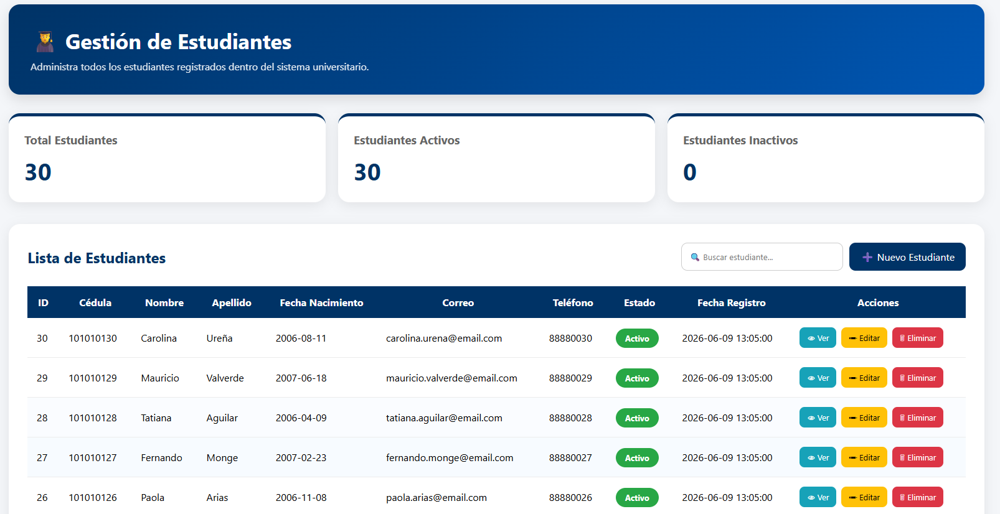 Gestión de Estudiantes
Administra todos los estudiantes registrados dentro del sistema universitario.
Total Estudiantes
30
Estudiantes Activos
30
Estudiantes Inactivos
0
Lista de Estudiantes
Buscar estudiante...
Nuevo Estudiante
ID Cédula Nombre Apellido Fecha Nacimiento Correo Teléfono Estado Fecha Registro Acciones
30 101010130 Carolina Ureña 2006-08-11 carolina.urena@email.com 88880030 Activo 2026-06-09 13:05:00 Ver Editar Eliminar
29 101010129 Mauricio Valverde 2007-06-18 mauricio.valverde@email.com 88880029 Activo 2026-06-09 13:05:00 Ver Editar Eliminar
28 101010128 Tatiana Aguilar 2006-04-09 tatiana.aguilar@email.com 88880028 Activo 2026-06-09 13:05:00 Ver Editar Eliminar
27 101010127 Fernando Monge 2007-02-23 fernando.monge@email.com 88880027 Activo 2026-06-09 13:05:00 Ver Editar Eliminar
26 101010126 Paola Arias 2006-11-08 paola.arias@email.com 88880026 Activo 2026-06-09 13:05:00 Ver Editar Eliminar